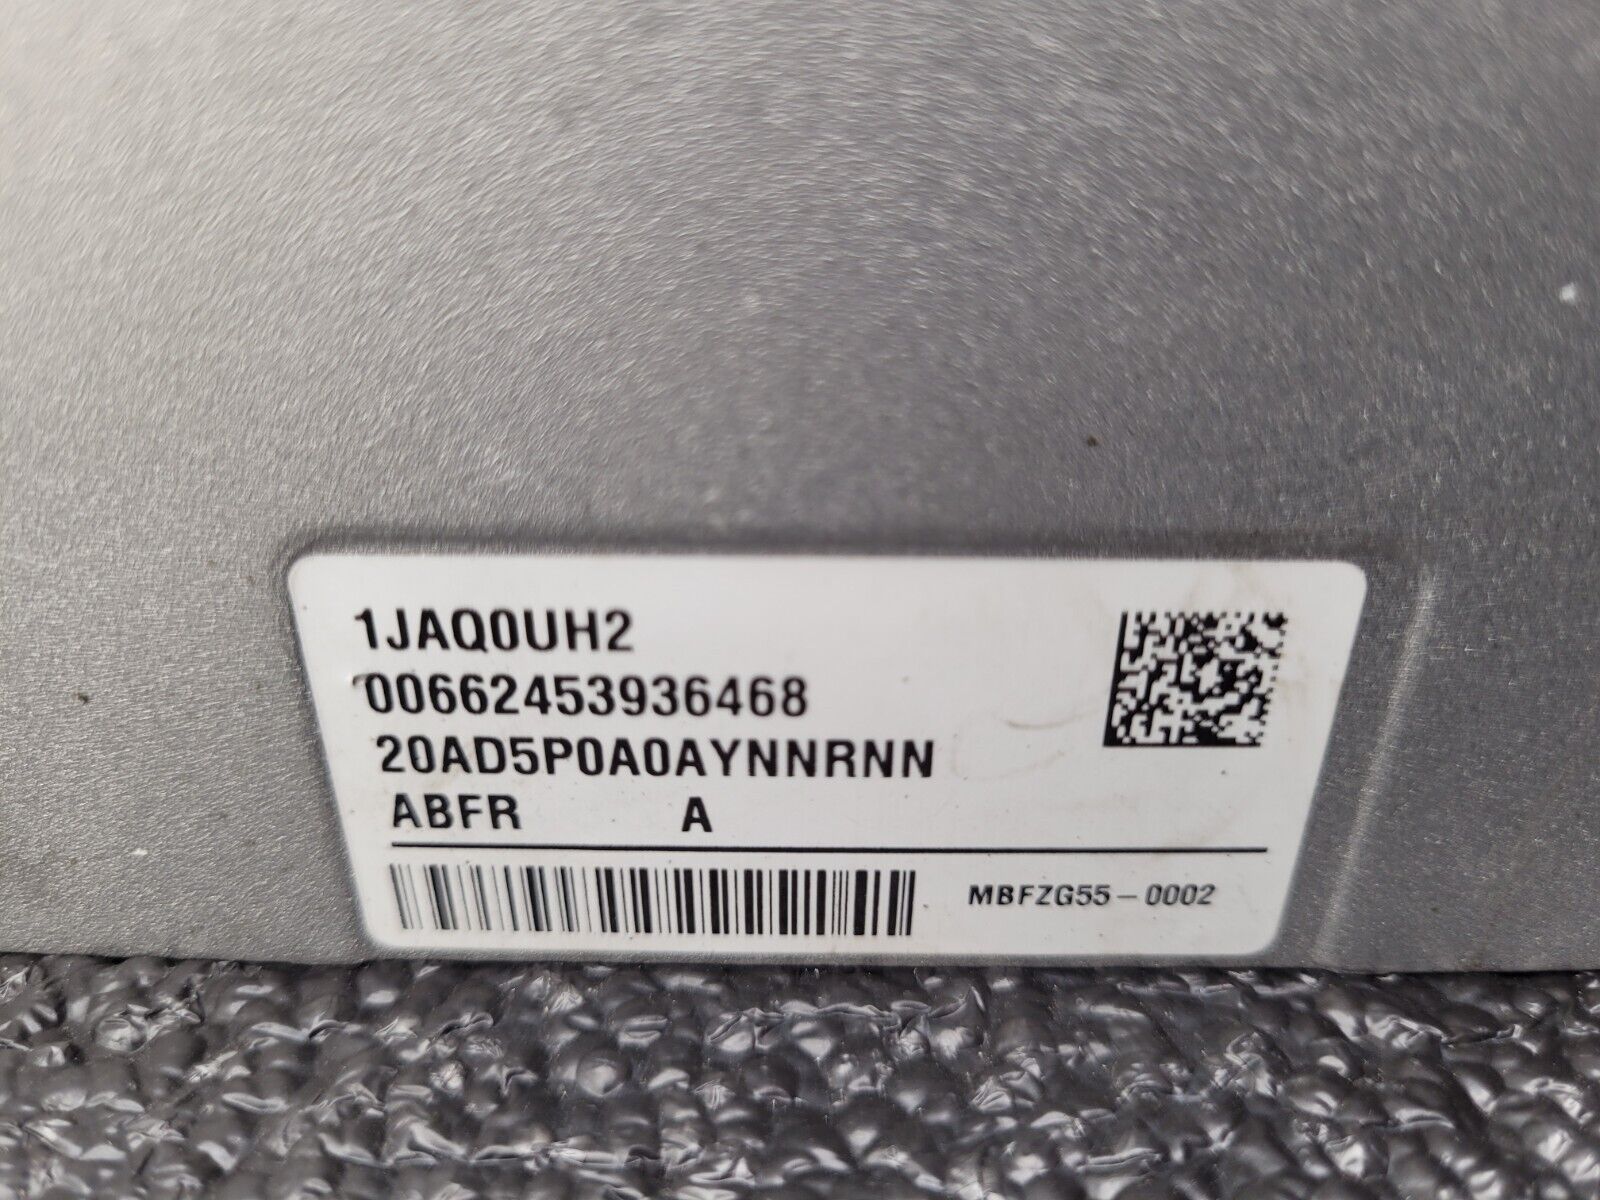 1JAQ0UH2
00662453936468
20AD5P0A0AYNNRNN
ABFR A
MBFZG55-0002